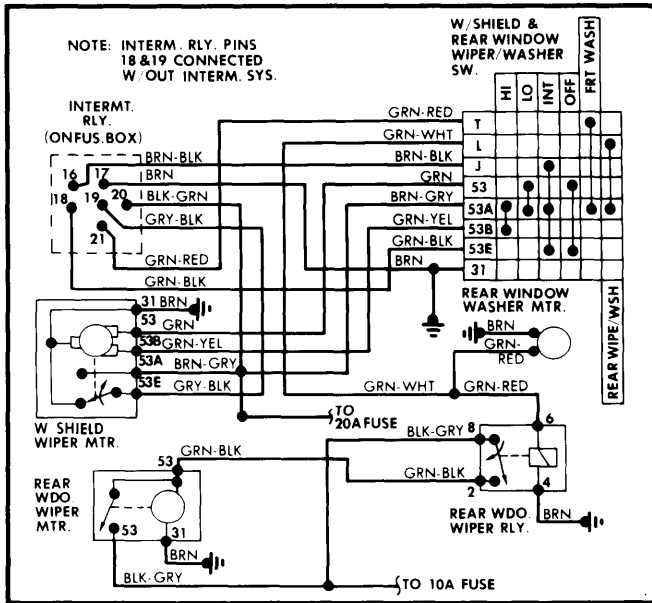 NOTE: INTERM. RLY. PINS
18 & 19 CONNECTED
W/OUT INTERM. SYS.
W/SHIELD &
REAR WINDOW
WIPER/WASHER
SW.
HI
LO
INT
OFF
FRT WASH
REAR WIPE/WSH
INTERMT.
RLY.
(ON FUS. BOX)
16
17
18
19
20
21
BRN-BLK
BRN
BLK-GRN
GRY-BLK
GRN-RED
GRN-BLK
GRN-RED
GRN-WHT
BRN-BLK
GRN
BRN-GRY
GRN-YEL
GRN-BLK
BRN
T
L
J
53
53A
53B
53E
31
31 BRN
53
GRN
53B
GRN-YEL
53A
BRN-GRY
53E
GRY-BLK
W SHIELD
WIPER MTR.
REAR WINDOW
WASHER MTR.
BRN
GRN-
RED
GRN-WHT
GRN-RED
TO
20A FUSE
BLK-GRY
8
6
GRN-BLK
2
4
BRN
REAR WDO.
WIPER RLY.
53
GRN-BLK
REAR
WDO.
WIPER
MTR.
53
31
BRN
BLK-GRY
TO 10A FUSE